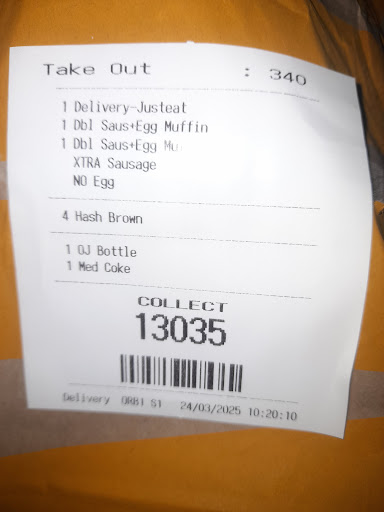 Take Out : 340
1 Delivery-Justeat
1 Dbl Saus+Egg Muffin
1 Dbl Saus+Egg Mu
XTRA Sausage
NO Egg
4 Hash Brown
1 OJ Bottle
1 Med Coke
COLLECT
13035
Delivery ORB1 S1 24/03/2025 10:20:10